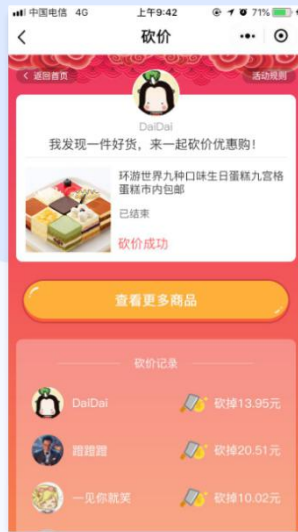 中国电信 4G 上午9:42 71%
砍价
返回首页 活动规则
DaiDai
我发现一件好货，来一起砍价优惠购！
环游世界九种口味生日蛋糕九宫格
蛋糕市内包邮
已结束
砍价成功
查看更多商品
砍价记录
DaiDai 砍掉13.95元
蹬蹬蹬 砍掉20.51元
一见你就笑 砍掉10.02元